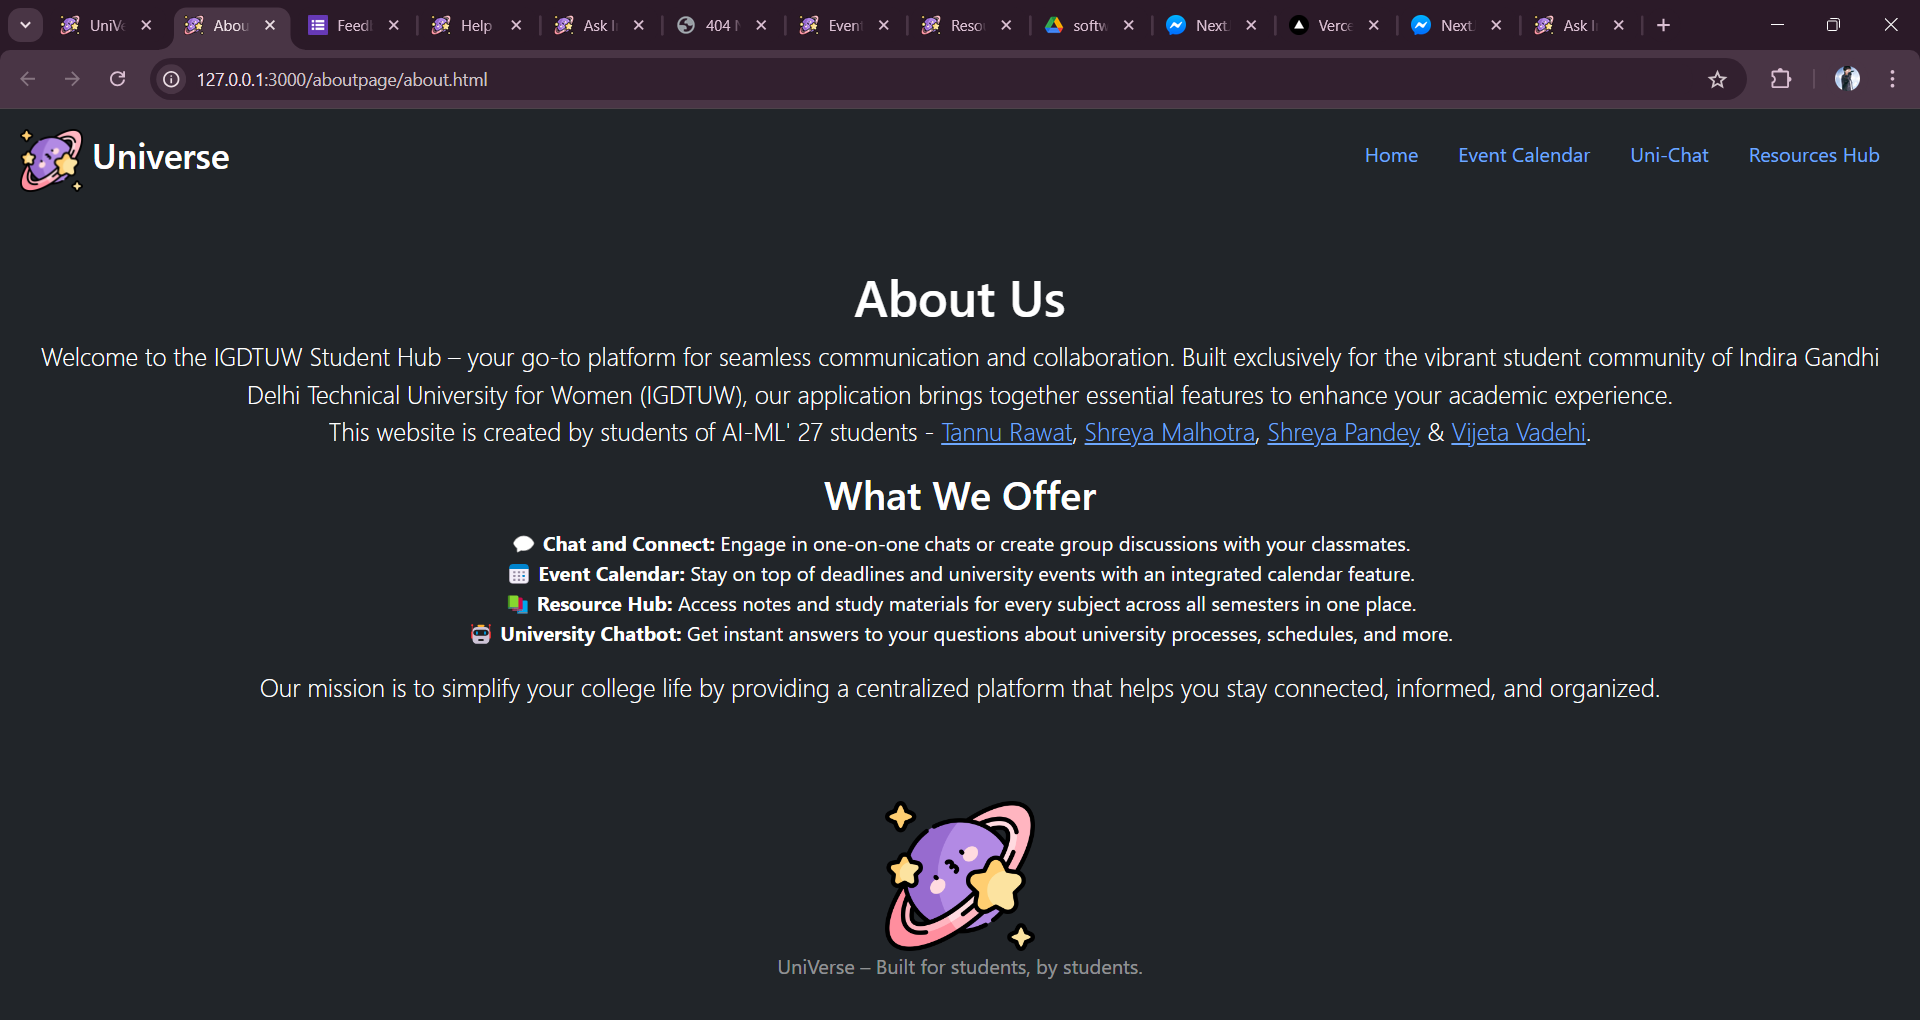 UniVe
Abou
Feed
Help
Ask I
404
Even
Reso
softw
Next.
Verce
Next.
Ask I
127.0.0.1:3000/aboutpage/about.html
Universe
Home
Event Calendar
Uni-Chat
Resources Hub
About Us
Welcome to the IGDTUW Student Hub – your go-to platform for seamless communication and collaboration. Built exclusively for the vibrant student community of Indira Gandhi
Delhi Technical University for Women (IGDTUW), our application brings together essential features to enhance your academic experience.
This website is created by students of AI-ML' 27 students - Tannu Rawat, Shreya Malhotra, Shreya Pandey & Vijeta Vadehi.
What We Offer
💬 Chat and Connect: Engage in one-on-one chats or create group discussions with your classmates.
📅 Event Calendar: Stay on top of deadlines and university events with an integrated calendar feature.
📚 Resource Hub: Access notes and study materials for every subject across all semesters in one place.
🤖 University Chatbot: Get instant answers to your questions about university processes, schedules, and more.
Our mission is to simplify your college life by providing a centralized platform that helps you stay connected, informed, and organized.
UniVerse – Built for students, by students.